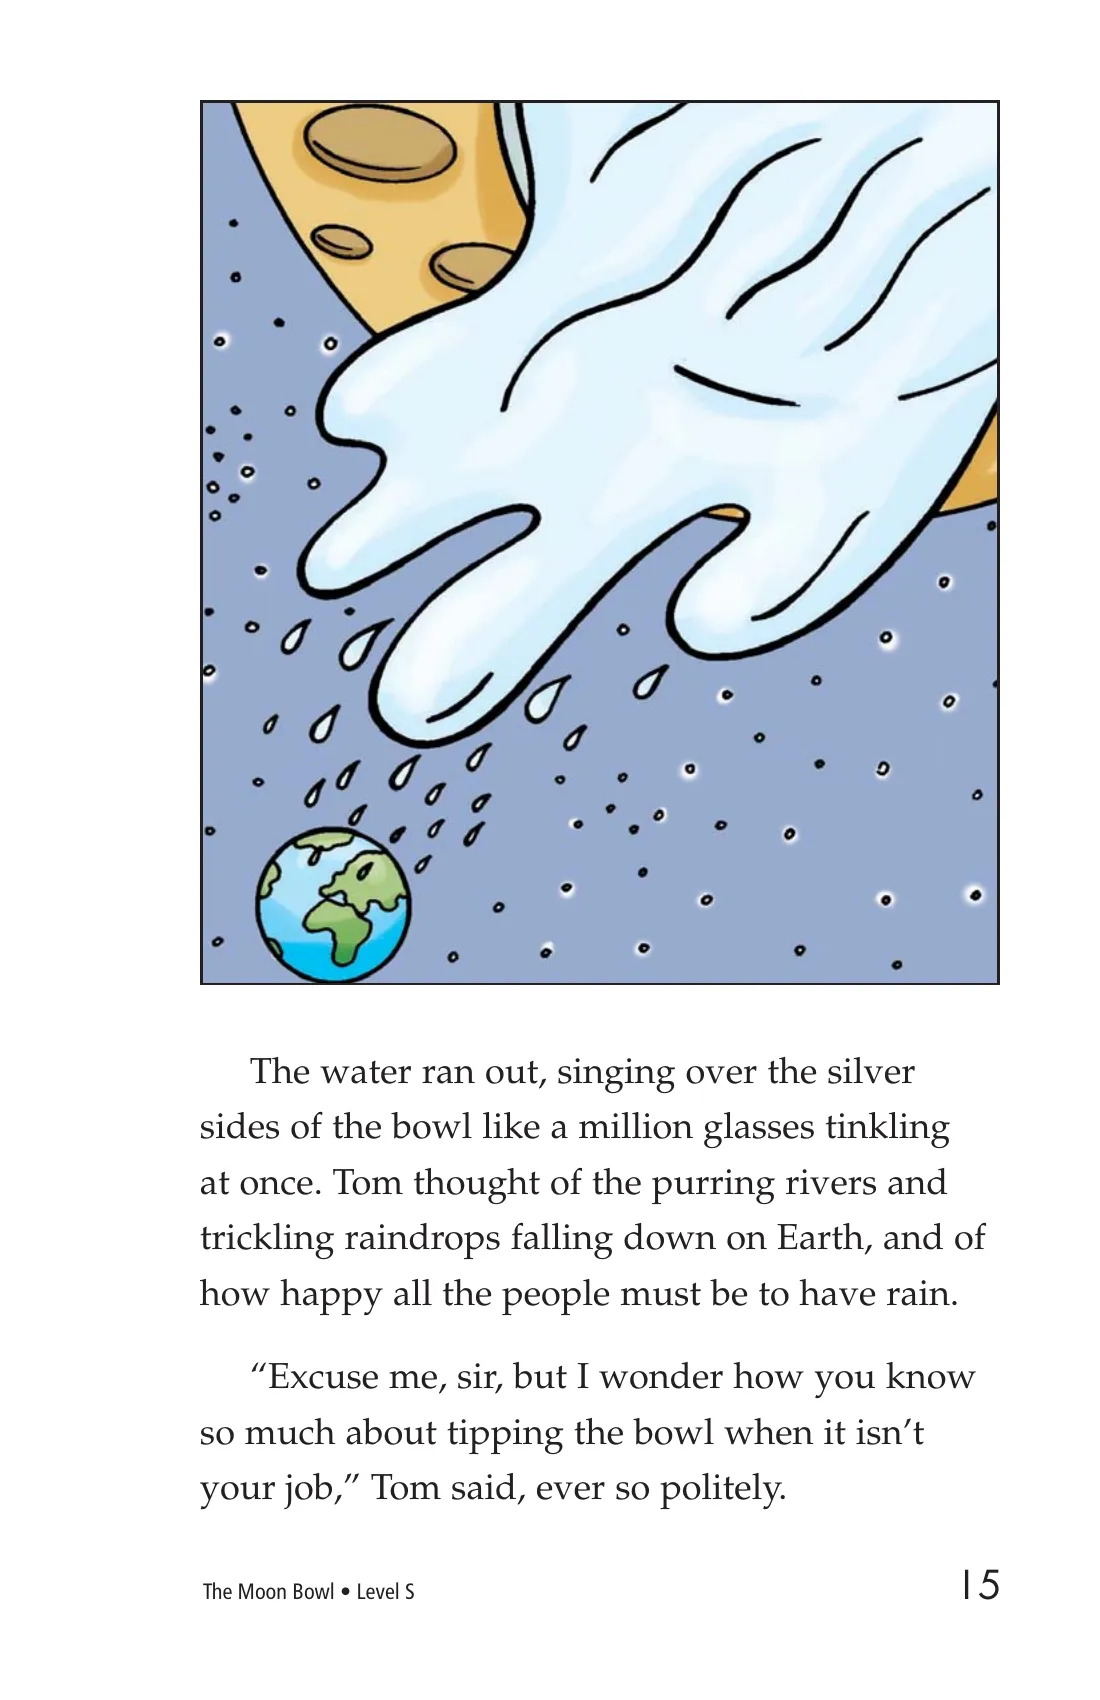 The water ran out, singing over the silver
sides of the bowl like a million glasses tinkling
at once. Tom thought of the purring rivers and
trickling raindrops falling down on Earth, and of
how happy all the people must be to have rain.
“Excuse me, sir, but I wonder how you know
so much about tipping the bowl when it isn’t
your job,” Tom said, ever so politely.
The Moon Bowl • Level S
15